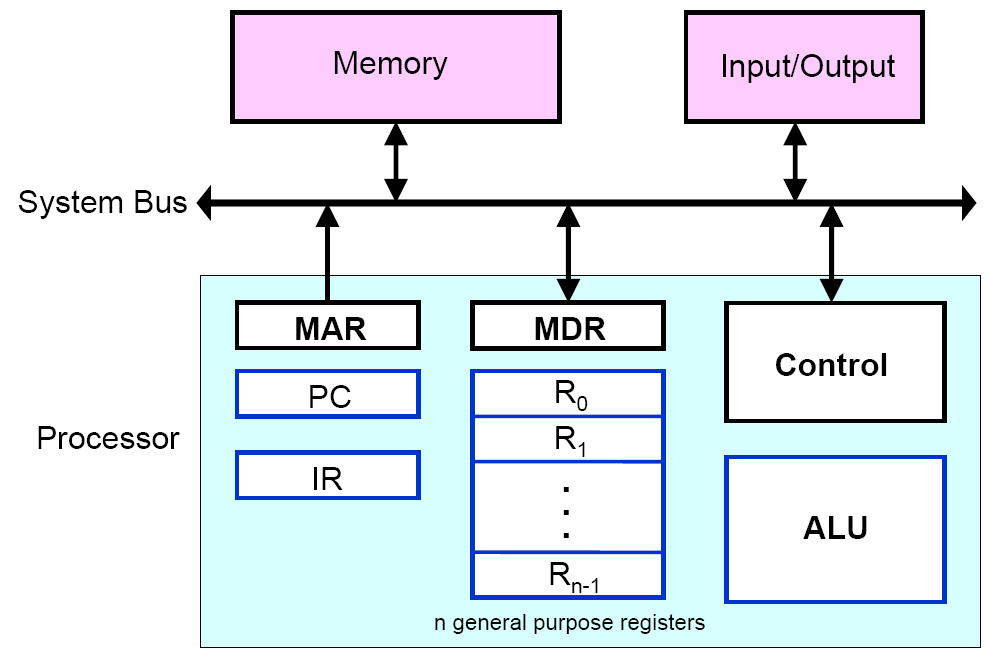 Memory
Input/Output
System Bus
MAR
MDR
Control
PC
R0
R1
Processor
IR
.
.
.
ALU
Rn-1
n general purpose registers